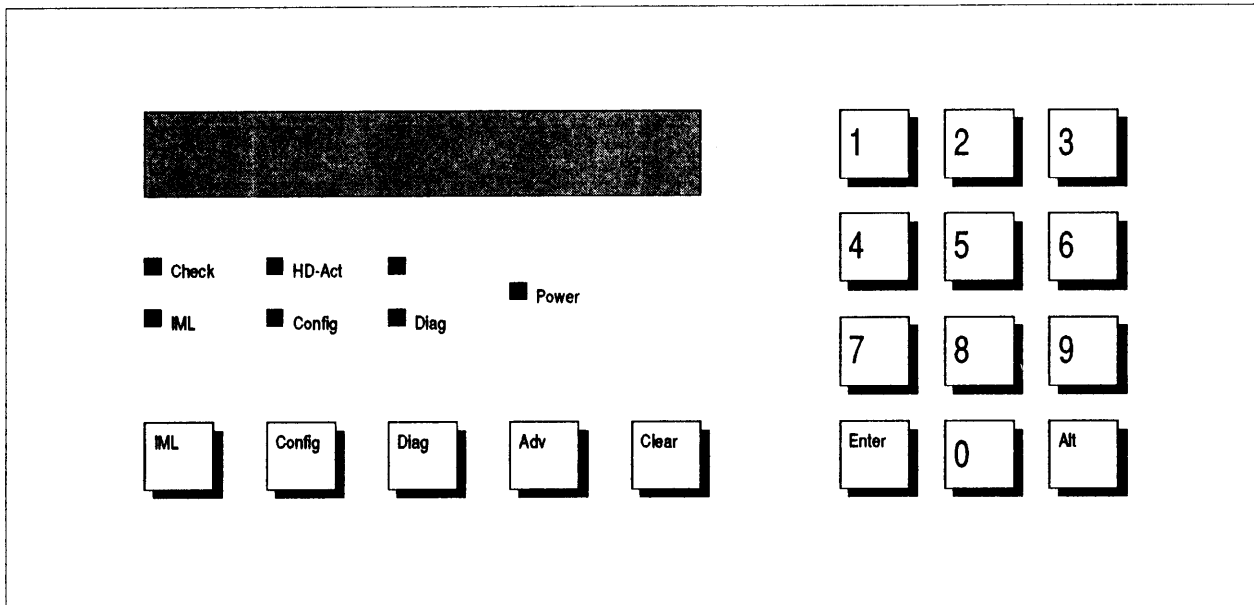 1 2 3
4 5 6
Check HD-Act
Power
IML Config Diag
7 8 9
IML Config Diag Adv Clear
Enter 0 Alt